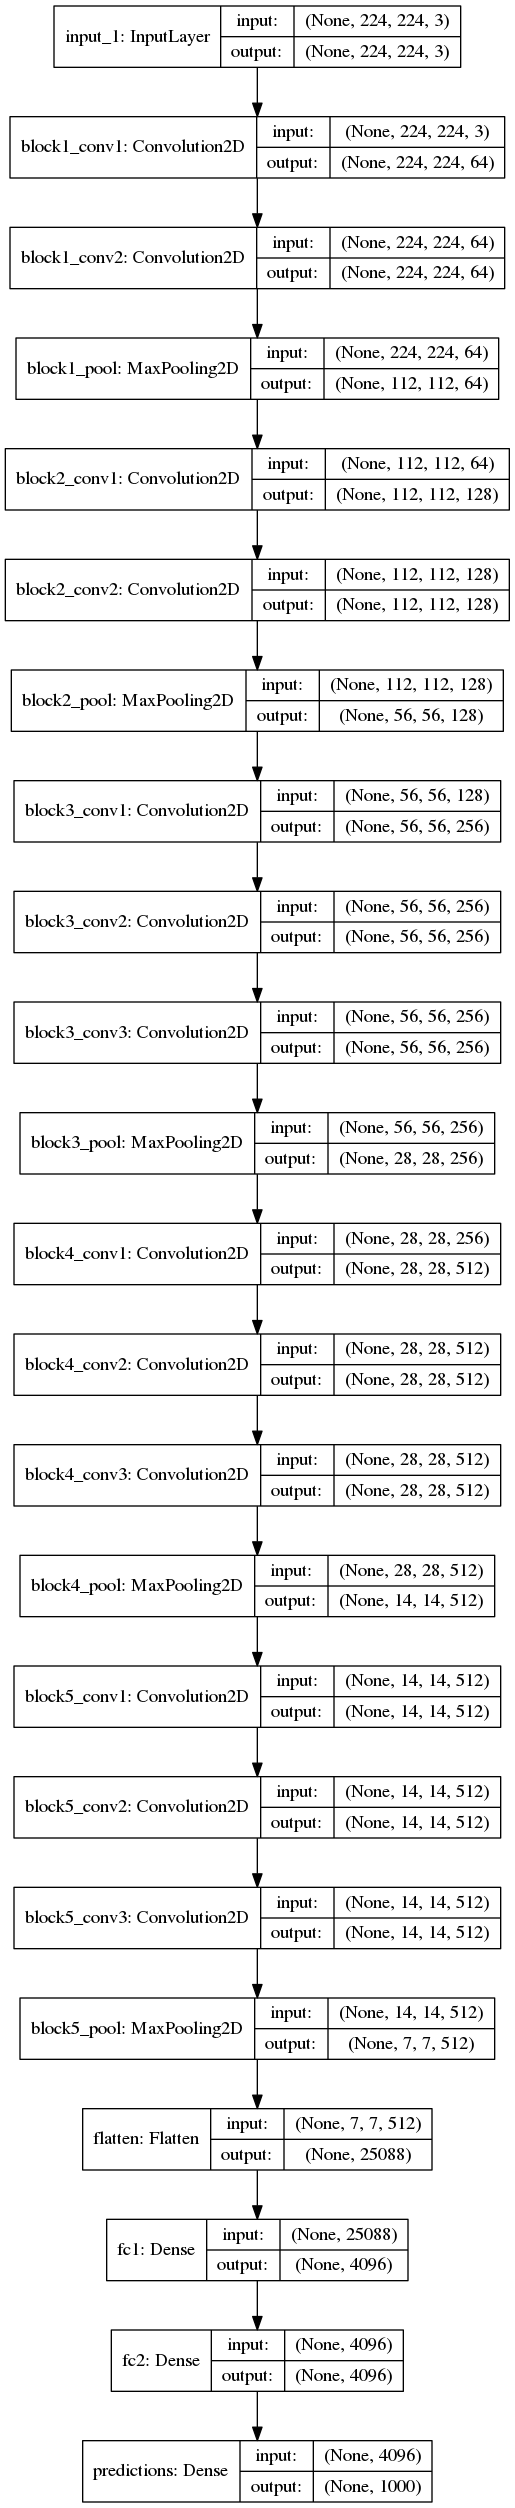 input_1: InputLayer
input: (None, 224, 224, 3)
output: (None, 224, 224, 3)
block1_conv1: Convolution2D
input: (None, 224, 224, 3)
output: (None, 224, 224, 64)
block1_conv2: Convolution2D
input: (None, 224, 224, 64)
output: (None, 224, 224, 64)
block1_pool: MaxPooling2D
input: (None, 224, 224, 64)
output: (None, 112, 112, 64)
block2_conv1: Convolution2D
input: (None, 112, 112, 64)
output: (None, 112, 112, 128)
block2_conv2: Convolution2D
input: (None, 112, 112, 128)
output: (None, 112, 112, 128)
block2_pool: MaxPooling2D
input: (None, 112, 112, 128)
output: (None, 56, 56, 128)
block3_conv1: Convolution2D
input: (None, 56, 56, 128)
output: (None, 56, 56, 256)
block3_conv2: Convolution2D
input: (None, 56, 56, 256)
output: (None, 56, 56, 256)
block3_conv3: Convolution2D
input: (None, 56, 56, 256)
output: (None, 56, 56, 256)
block3_pool: MaxPooling2D
input: (None, 56, 56, 256)
output: (None, 28, 28, 256)
block4_conv1: Convolution2D
input: (None, 28, 28, 256)
output: (None, 28, 28, 512)
block4_conv2: Convolution2D
input: (None, 28, 28, 512)
output: (None, 28, 28, 512)
block4_conv3: Convolution2D
input: (None, 28, 28, 512)
output: (None, 28, 28, 512)
block4_pool: MaxPooling2D
input: (None, 28, 28, 512)
output: (None, 14, 14, 512)
block5_conv1: Convolution2D
input: (None, 14, 14, 512)
output: (None, 14, 14, 512)
block5_conv2: Convolution2D
input: (None, 14, 14, 512)
output: (None, 14, 14, 512)
block5_conv3: Convolution2D
input: (None, 14, 14, 512)
output: (None, 14, 14, 512)
block5_pool: MaxPooling2D
input: (None, 14, 14, 512)
output: (None, 7, 7, 512)
flatten: Flatten
input: (None, 7, 7, 512)
output: (None, 25088)
fc1: Dense
input: (None, 25088)
output: (None, 4096)
fc2: Dense
input: (None, 4096)
output: (None, 4096)
predictions: Dense
input: (None, 4096)
output: (None, 1000)